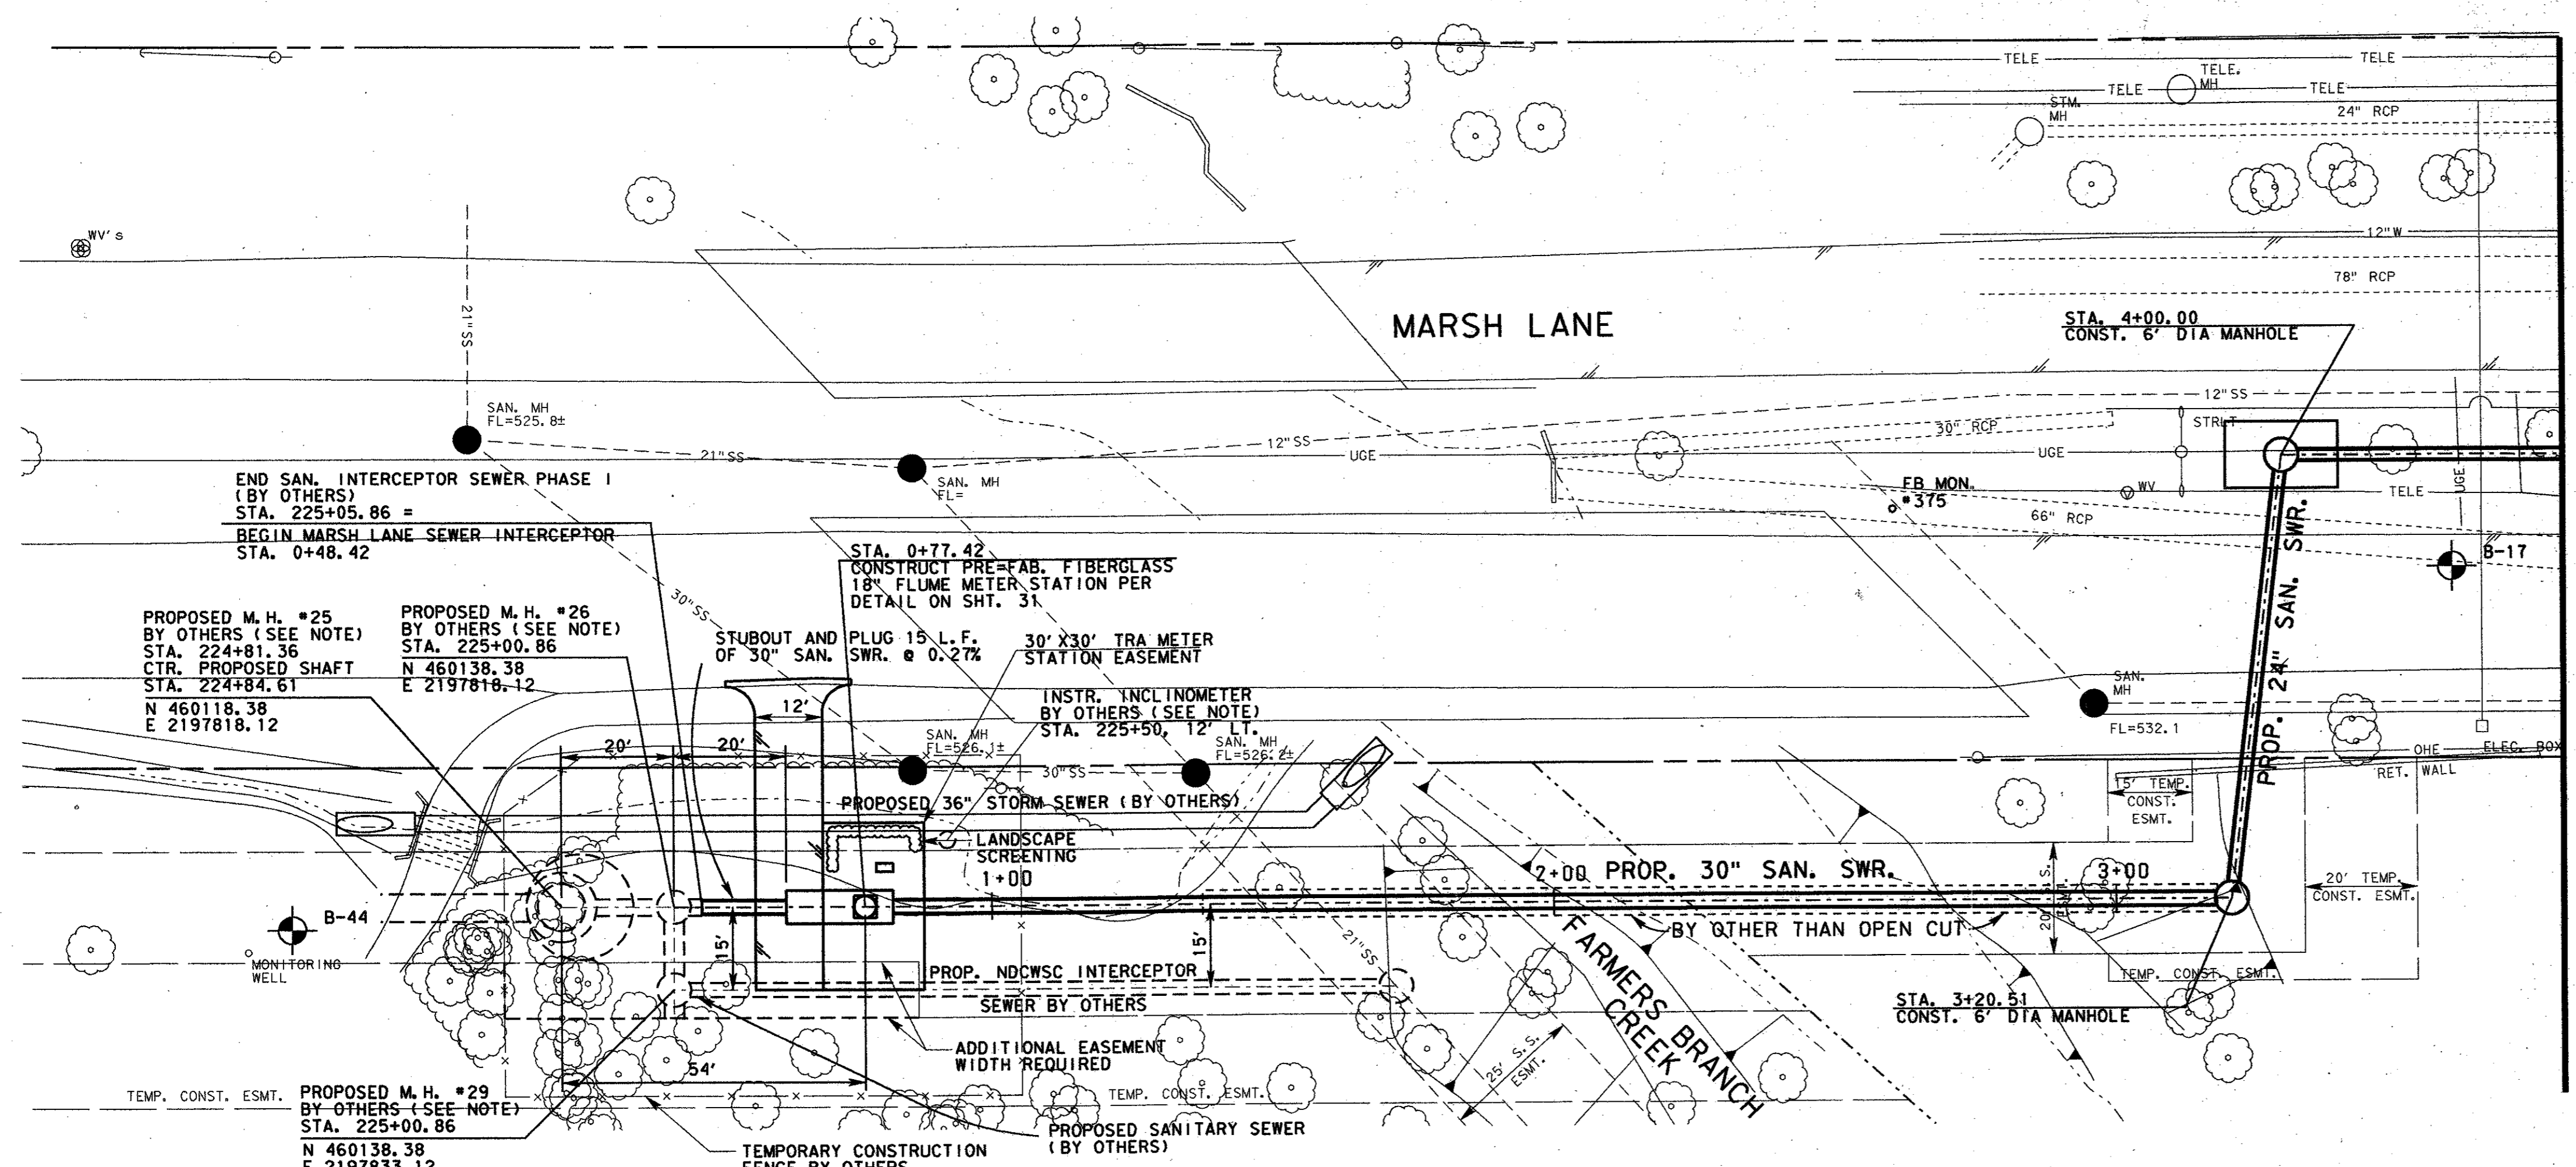 TELE
TELE
TELE.
MH
TELE
TELE
STM.
MH
24" RCP
WV's
12"W
78" RCP
21"SS
MARSH LANE
STA. 4+00.00
CONST. 6' DIA MANHOLE
SAN. MH
FL=525.8±
12"SS
STRLT
30" RCP
12"SS
21"SS
UGE
UGE
SAN. MH
FL=
END SAN. INTERCEPTOR SEWER PHASE I
(BY OTHERS)
STA. 225+05.86 =
BEGIN MARSH LANE SEWER INTERCEPTOR
STA. 0+48.42
FB MON.
#375
WV
TELE
UGE
66" RCP
B-17
STA. 0+77.42
CONSTRUCT PRE=FAB. FIBERGLASS
18" FLUME METER STATION PER
DETAIL ON SHT. 31
30"SS
PROPOSED M.H. #25
BY OTHERS (SEE NOTE)
STA. 224+81.36
CTR. PROPOSED SHAFT
STA. 224+84.61
N 460118.38
E 2197818.12
PROPOSED M.H. #26
BY OTHERS (SEE NOTE)
STA. 225+00.86
N 460138.38
E 2197818.12
STUBOUT AND PLUG 15 L.F.
OF 30" SAN. SWR. @ 0.27%
30'X30' TRA METER
STATION EASEMENT
INSTR. INCLINOMETER
BY OTHERS (SEE NOTE)
STA. 225+50, 12' LT.
PROP. 24" SAN. SWR.
SAN.
MH
FL=532.1
12'
20'
20'
SAN. MH
FL=526.1±
SAN. MH
FL=526.2±
30"SS
OHE
ELEC. BOX
RET. WALL
PROPOSED 36" STORM SEWER (BY OTHERS)
15' TEMP.
CONST.
ESMT.
LANDSCAPE
SCREENING
1+00
2+00
PROP. 30" SAN. SWR.
3+00
20' S.S.
ESMT.
20' TEMP.
CONST. ESMT.
B-44
MONITORING
WELL
15'
15'
BY OTHER THAN OPEN CUT
21"SS
FARMERS BRANCH
CREEK
PROP. NDCWSC INTERCEPTOR
SEWER BY OTHERS
TEMP. CONST. ESMT.
STA. 3+20.51
CONST. 6' DIA MANHOLE
ADDITIONAL EASEMENT
WIDTH REQUIRED
25' S.S.
ESMT.
54'
TEMP. CONST. ESMT.
TEMP. CONST. ESMT.
PROPOSED M.H. #29
BY OTHERS (SEE NOTE)
STA. 225+00.86
N 460138.38
E 2197833.12
PROPOSED SANITARY SEWER
(BY OTHERS)
TEMPORARY CONSTRUCTION
FENCE BY OTHERS